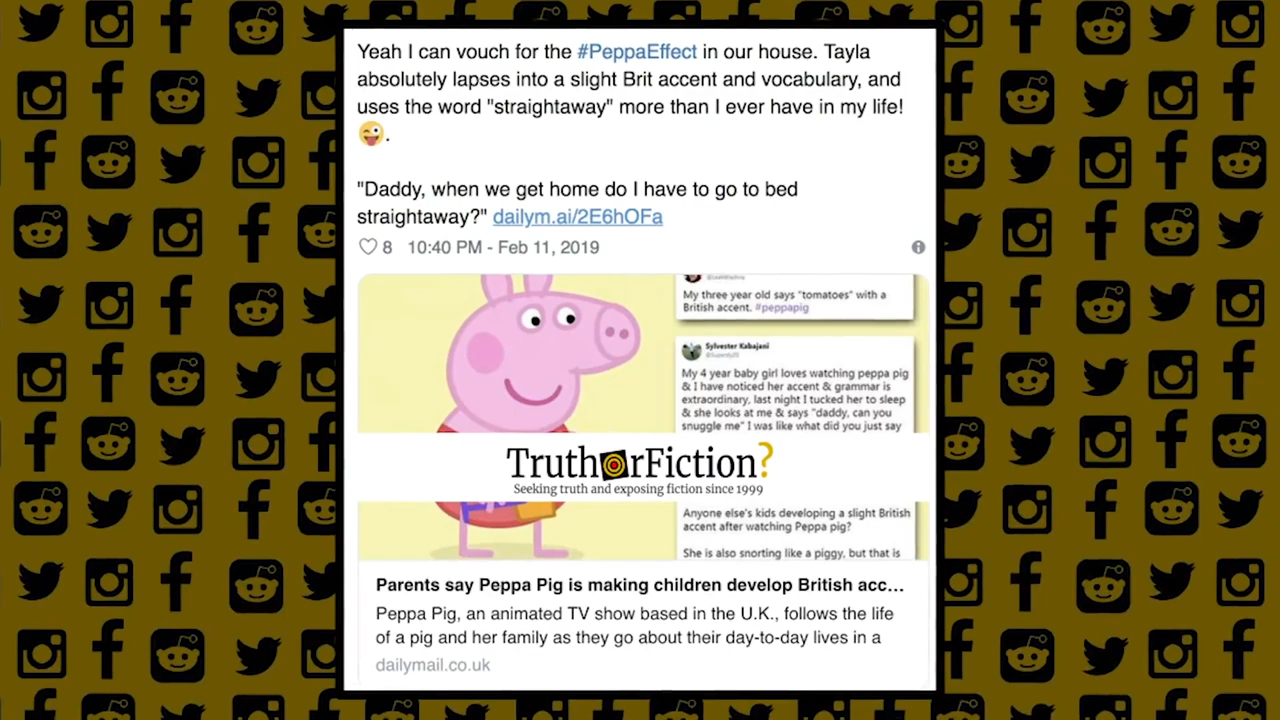 Yeah I can vouch for the #PeppaEffect in our house. Tayla
absolutely lapses into a slight Brit accent and vocabulary, and
uses the word "straightaway" more than I ever have in my life!
😜.
"Daddy, when we get home do I have to go to bed
straightaway?" dailym.ai/2E6hOFa
8 10:40 PM - Feb 11, 2019
My three year old says "tomatoes" with a
British accent. #peppapig
Sylvester Kabajani
My 4 year baby girl loves watching peppa pig
& I have noticed her accent & grammar is
extraordinary, last night I tucked her to sleep
& she looks at me & says "daddy, can you
snuggle me" I was like what did you just say
TruthorFiction?
Seeking truth and exposing fiction since 1999
Anyone else's kids developing a slight British
accent after watching Peppa pig?
She is also snorting like a piggy, but that is
Parents say Peppa Pig is making children develop British acc...
Peppa Pig, an animated TV show based in the U.K., follows the life
of a pig and her family as they go about their day-to-day lives in a
dailymail.co.uk